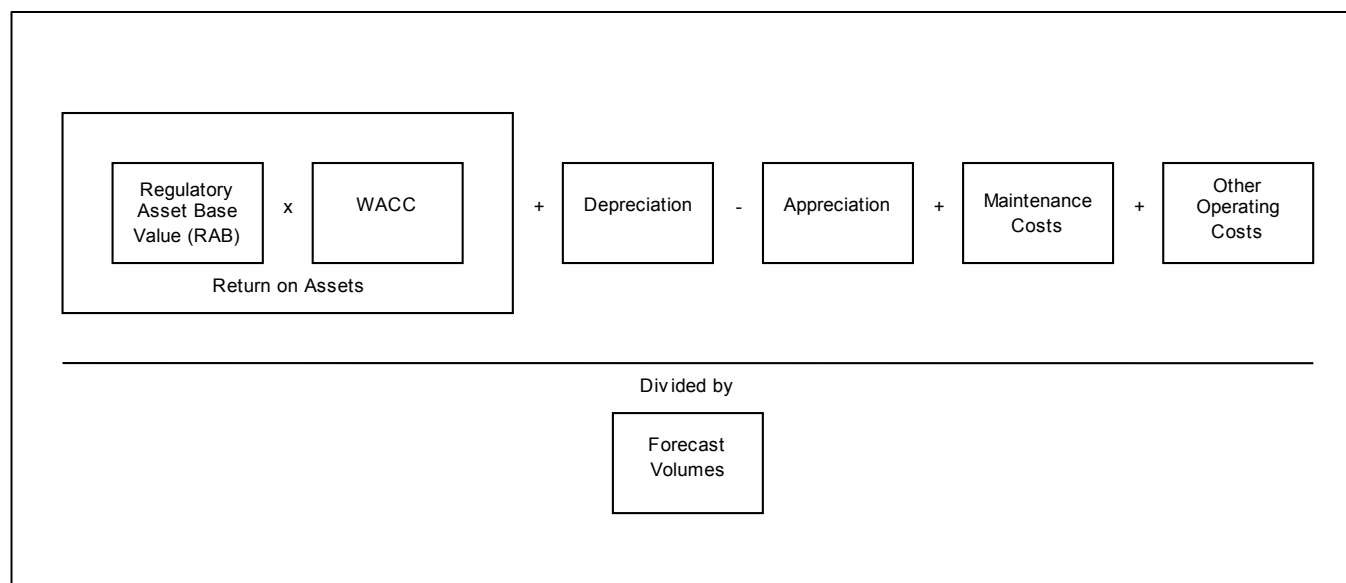 Regulatory
Asset Base
Value (RAB)
x
WACC
Return on Assets
+
Depreciation
-
Appreciation
+
Maintenance
Costs
+
Other
Operating
Costs
Divided by
Forecast
Volumes